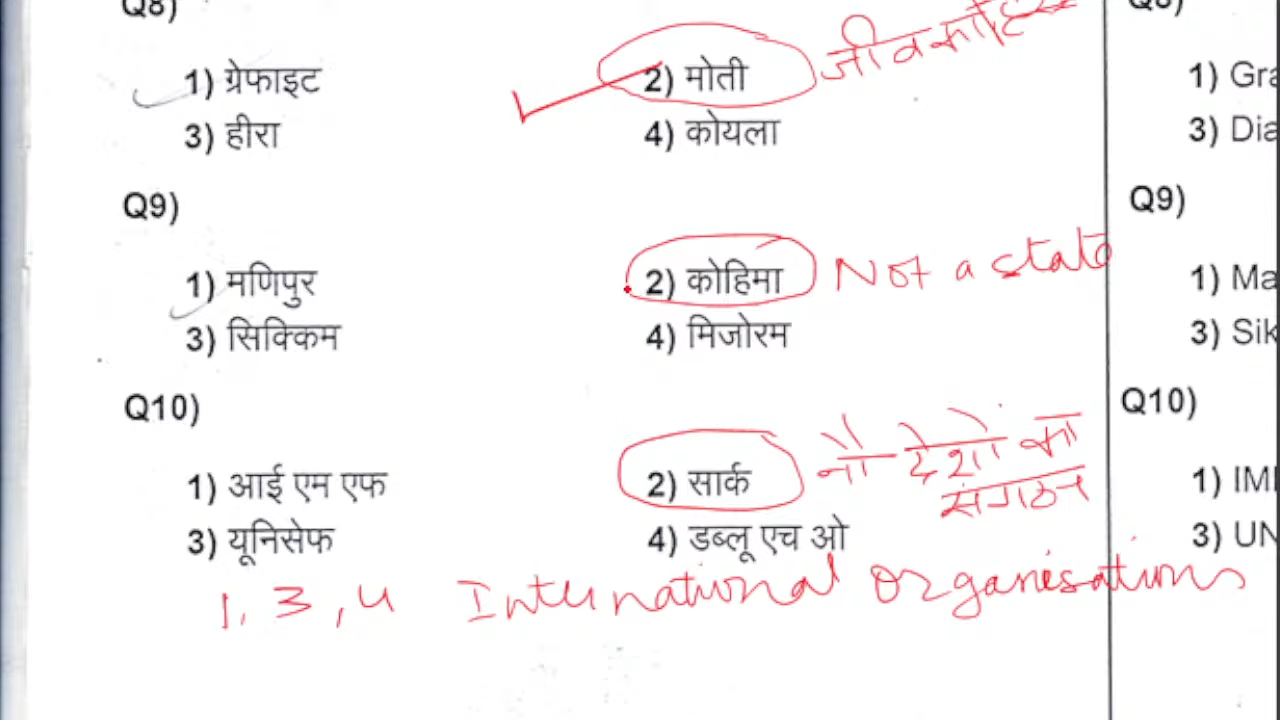 Q8)
1) ग्रेफाइट 2) मोती
3) हीरा 4) कोयला
Q9)
1) मणिपुर 2) कोहिमा Not a state
3) सिक्किम 4) मिजोरम
Q10)
1) आई एम एफ 2) सार्क नौ देशों का
संगठन
3) यूनिसेफ 4) डब्लू एच ओ
1, 3, 4 International organisations
1) Gra
3) Dia
Q9)
1) Ma
3) Sik
Q10)
1) IM
3) UN